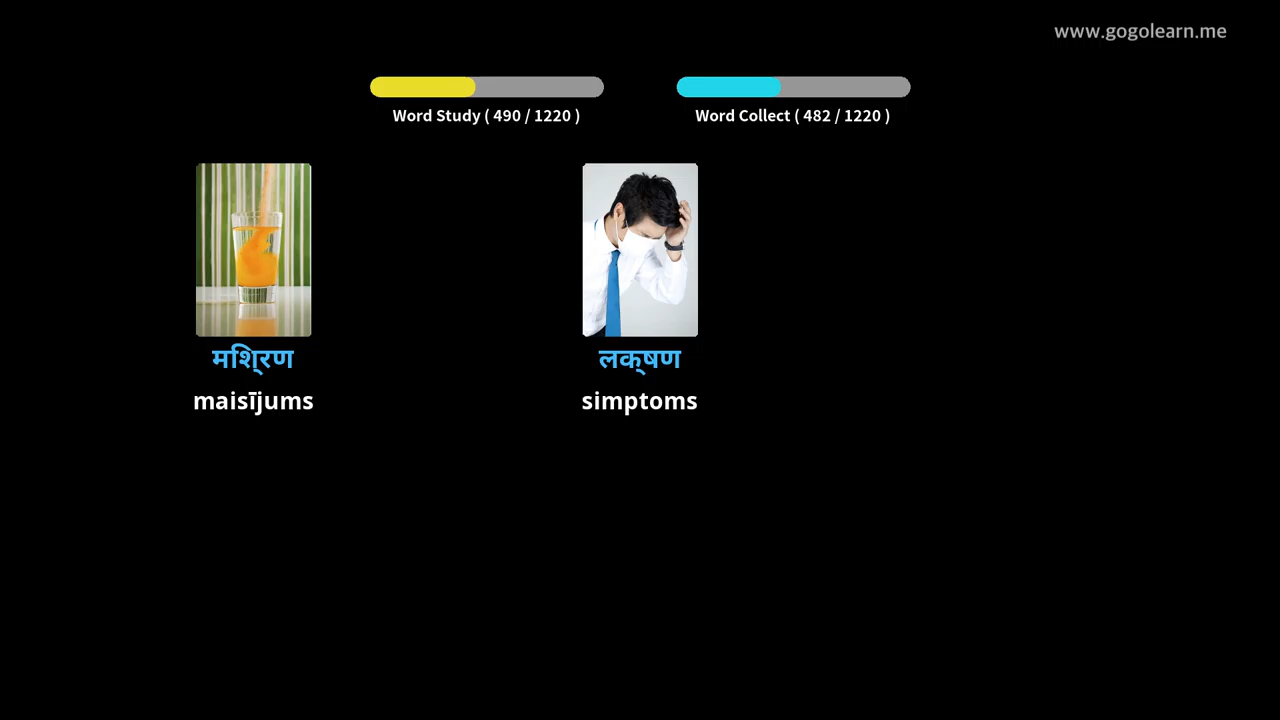 www.gogolearn.me
Word Study ( 490 / 1220 )
Word Collect ( 482 / 1220 )
मिश्रण
maisījums
लक्षण
simptoms